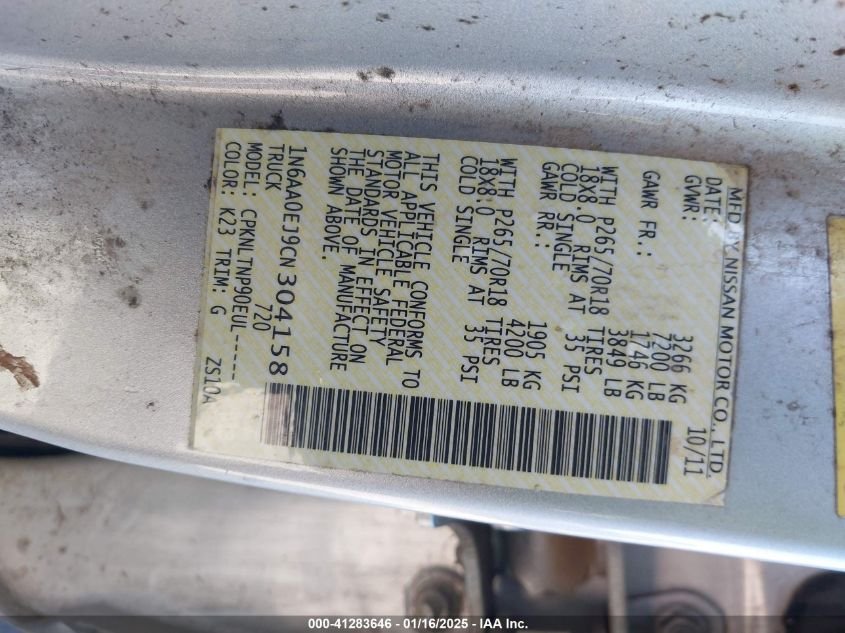 MFD BY NISSAN MOTOR CO., LTD.
DATE: 10/11
GVWR: 3266 KG
7200 LB
GAWR FR.: 1746 KG
3849 LB
WITH P265/70R18 TIRES
18X8.0 RIMS AT 35 PSI
COLD SINGLE
GAWR RR.: 1905 KG
4200 LB
WITH P265/70R18 TIRES
18X8.0 RIMS AT 35 PSI
COLD SINGLE
THIS VEHICLE CONFORMS TO
ALL APPLICABLE FEDERAL
MOTOR VEHICLE SAFETY
STANDARDS IN EFFECT ON
THE DATE OF MANUFACTURE
SHOWN ABOVE.
1N6AA0EJ9CN304158
TRUCK 720
MODEL: CPKNLTNP90EUL-----
COLOR: K23 TRIM: G ZS10A
000-41283646 - 01/16/2025 - IAA Inc.